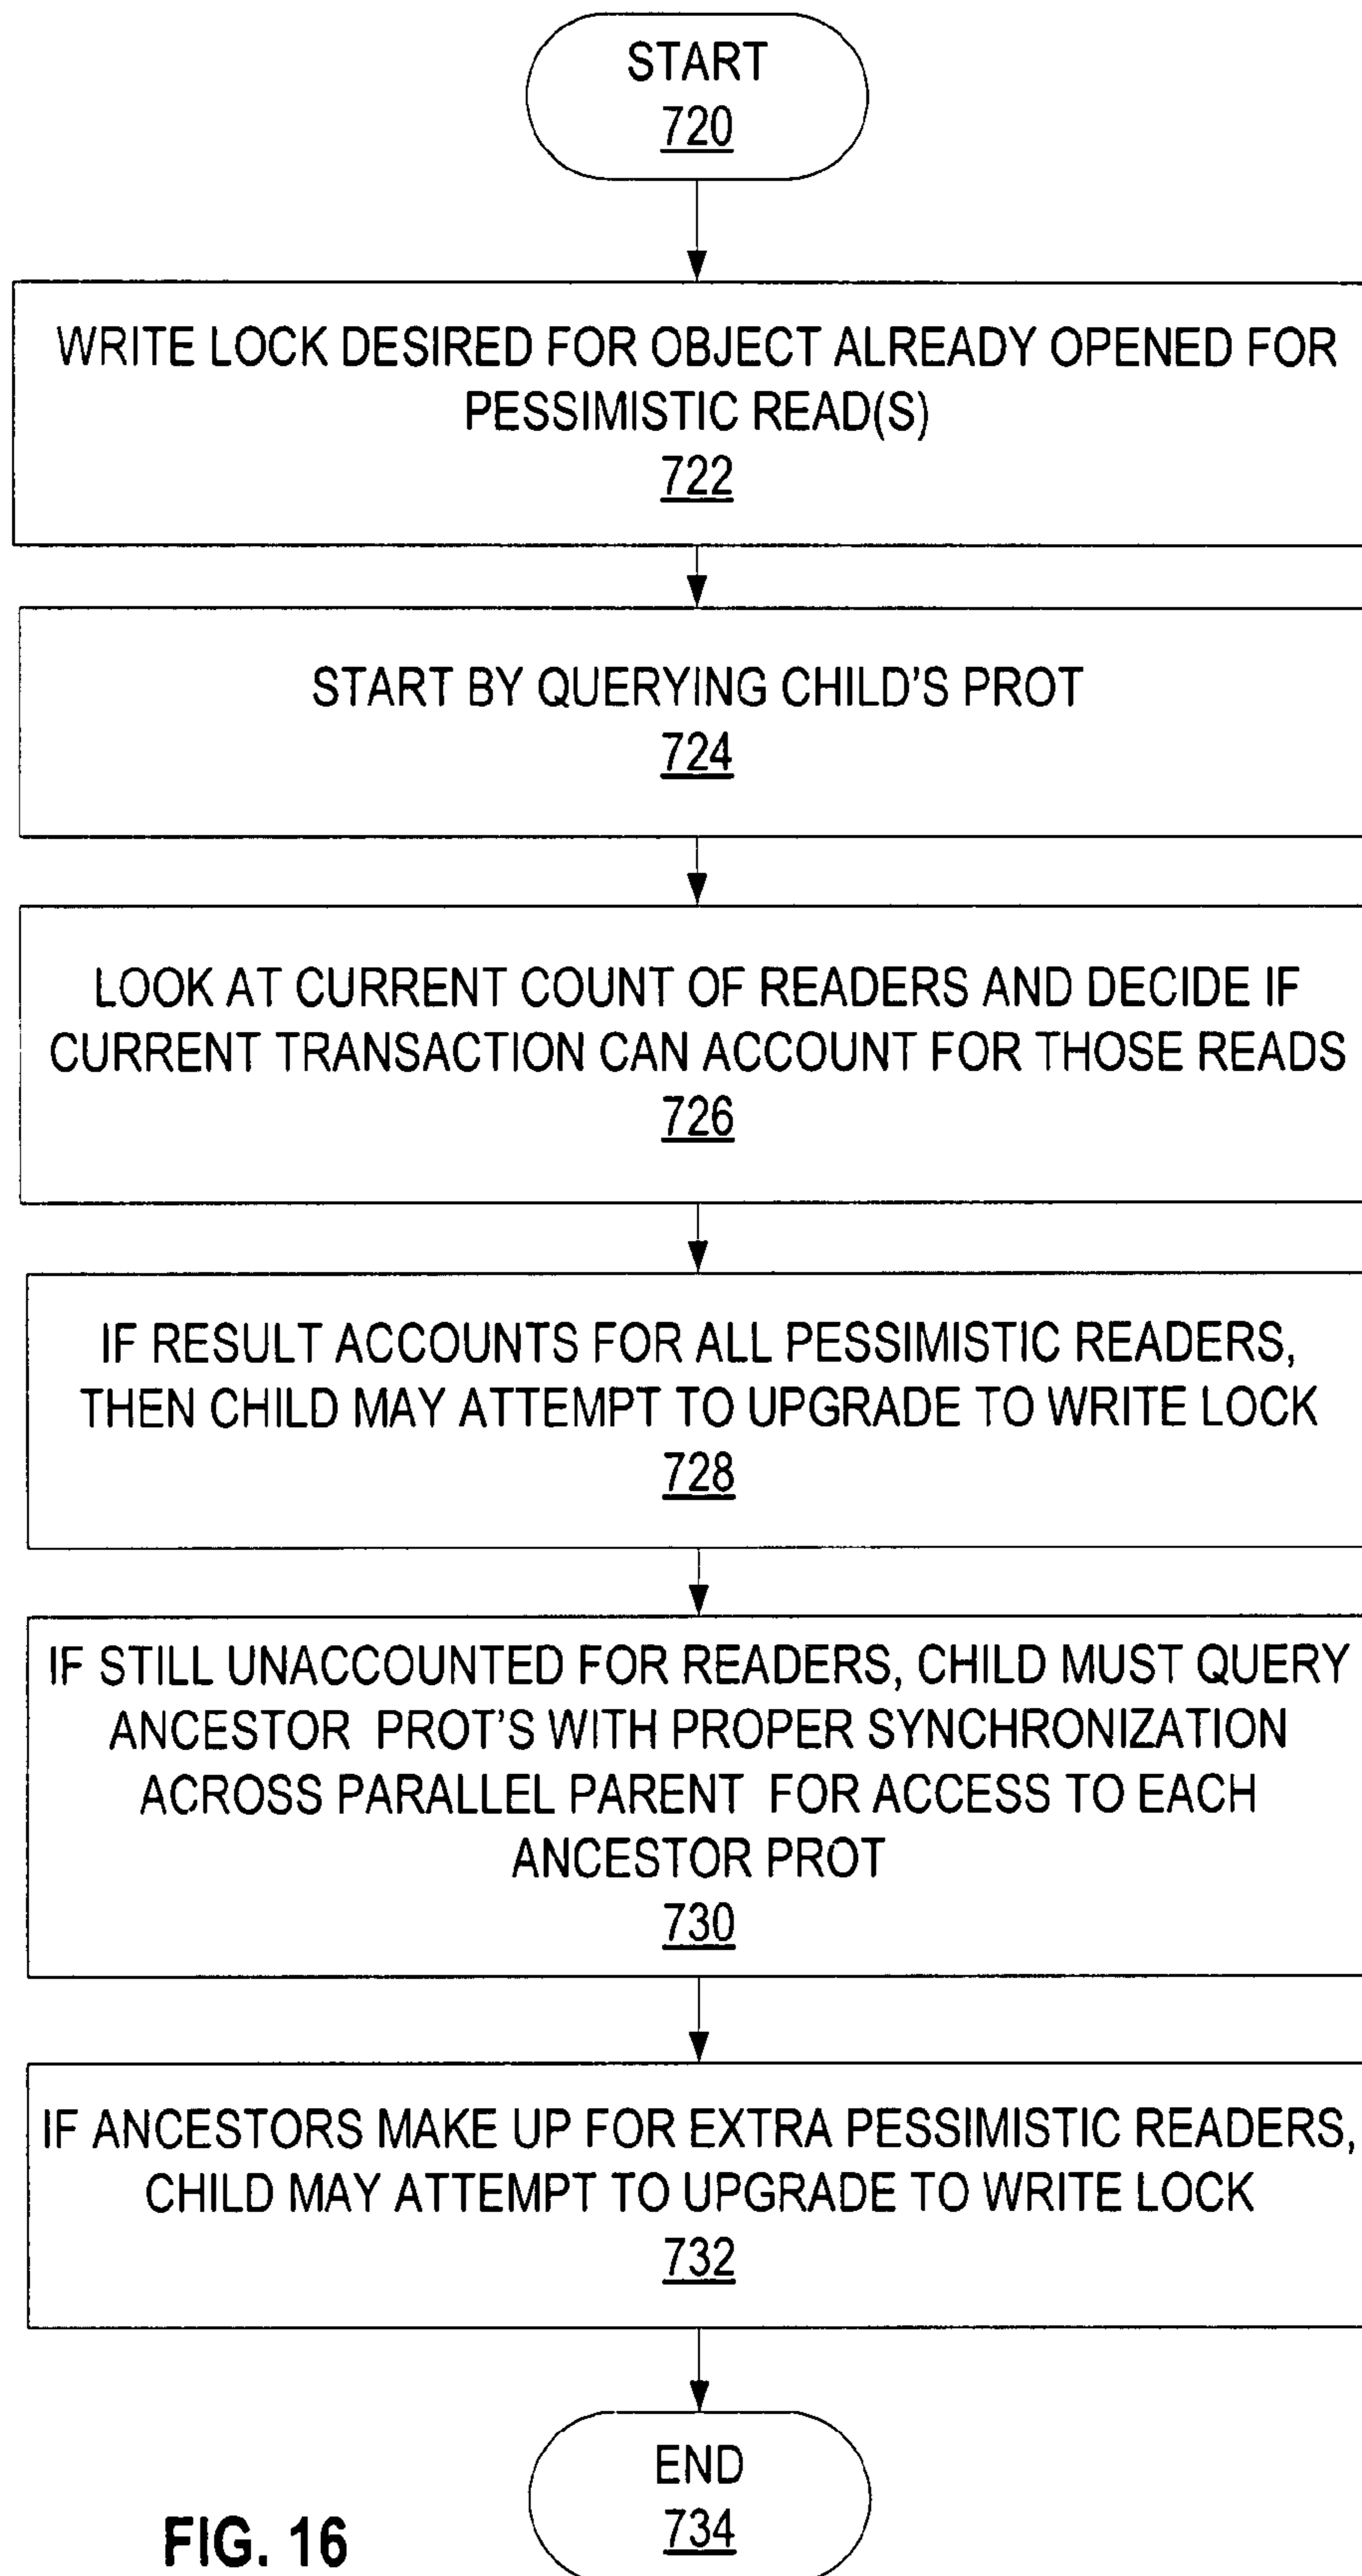 START
720
WRITE LOCK DESIRED FOR OBJECT ALREADY OPENED FOR
PESSIMISTIC READ(S)
722
START BY QUERYING CHILD'S PROT
724
LOOK AT CURRENT COUNT OF READERS AND DECIDE IF
CURRENT TRANSACTION CAN ACCOUNT FOR THOSE READS
726
IF RESULT ACCOUNTS FOR ALL PESSIMISTIC READERS,
THEN CHILD MAY ATTEMPT TO UPGRADE TO WRITE LOCK
728
IF STILL UNACCOUNTED FOR READERS, CHILD MUST QUERY
ANCESTOR PROT'S WITH PROPER SYNCHRONIZATION
ACROSS PARALLEL PARENT FOR ACCESS TO EACH
ANCESTOR PROT
730
IF ANCESTORS MAKE UP FOR EXTRA PESSIMISTIC READERS,
CHILD MAY ATTEMPT TO UPGRADE TO WRITE LOCK
732
END
734
FIG. 16